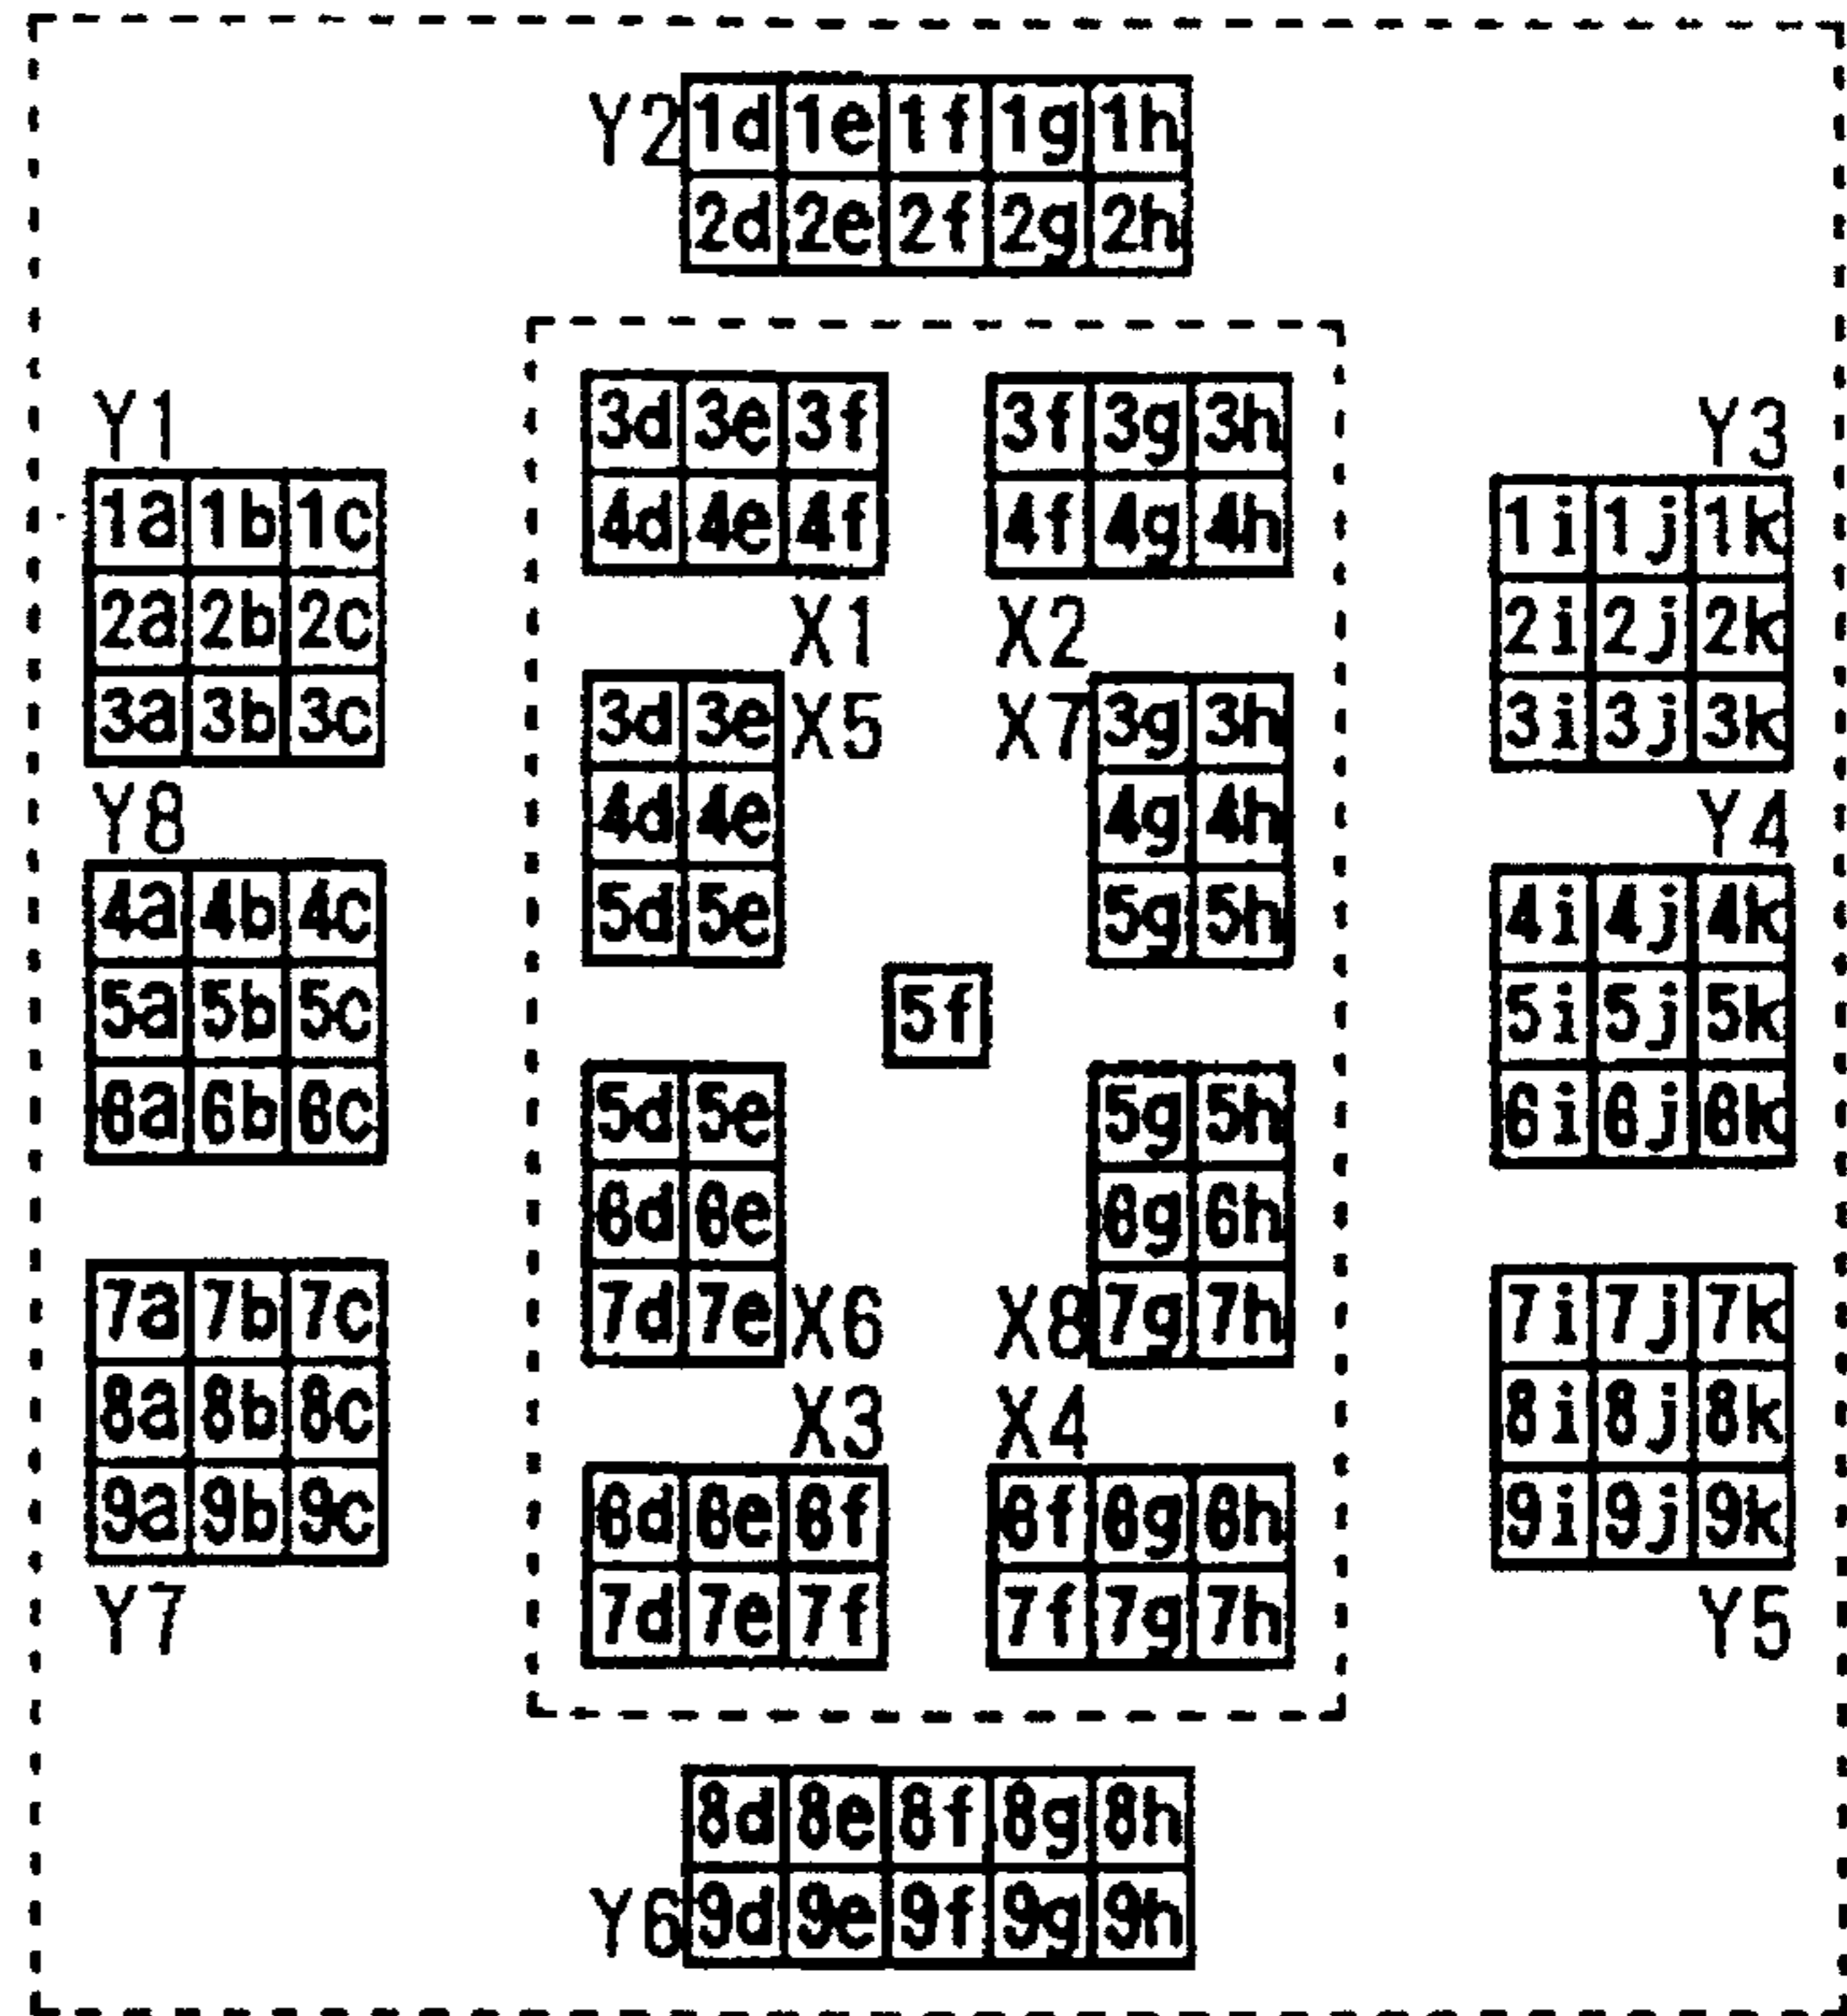 Y2 1d 1e 1f 1g 1h
2d 2e 2f 2g 2h
Y1
1a 1b 1c
2a 2b 2c
3a 3b 3c
Y8
4a 4b 4c
5a 5b 5c
6a 6b 6c
7a 7b 7c
8a 8b 8c
9a 9b 9c
Y7
3d 3e 3f
4d 4e 4f
X1
3f 3g 3h
4f 4g 4h
X2
X5
3d 3e
4d 4e
5d 5e
X7
3g 3h
4g 4h
5g 5h
5f
5d 5e
6d 6e
7d 7e
X6
5g 5h
6g 6h
7g 7h
X8
X3
6d 6e 6f
7d 7e 7f
X4
6f 6g 6h
7f 7g 7h
Y3
1i 1j 1k
2i 2j 2k
3i 3j 3k
Y4
4i 4j 4k
5i 5j 5k
6i 6j 6k
7i 7j 7k
8i 8j 8k
9i 9j 9k
Y5
8d 8e 8f 8g 8h
Y6 9d 9e 9f 9g 9h